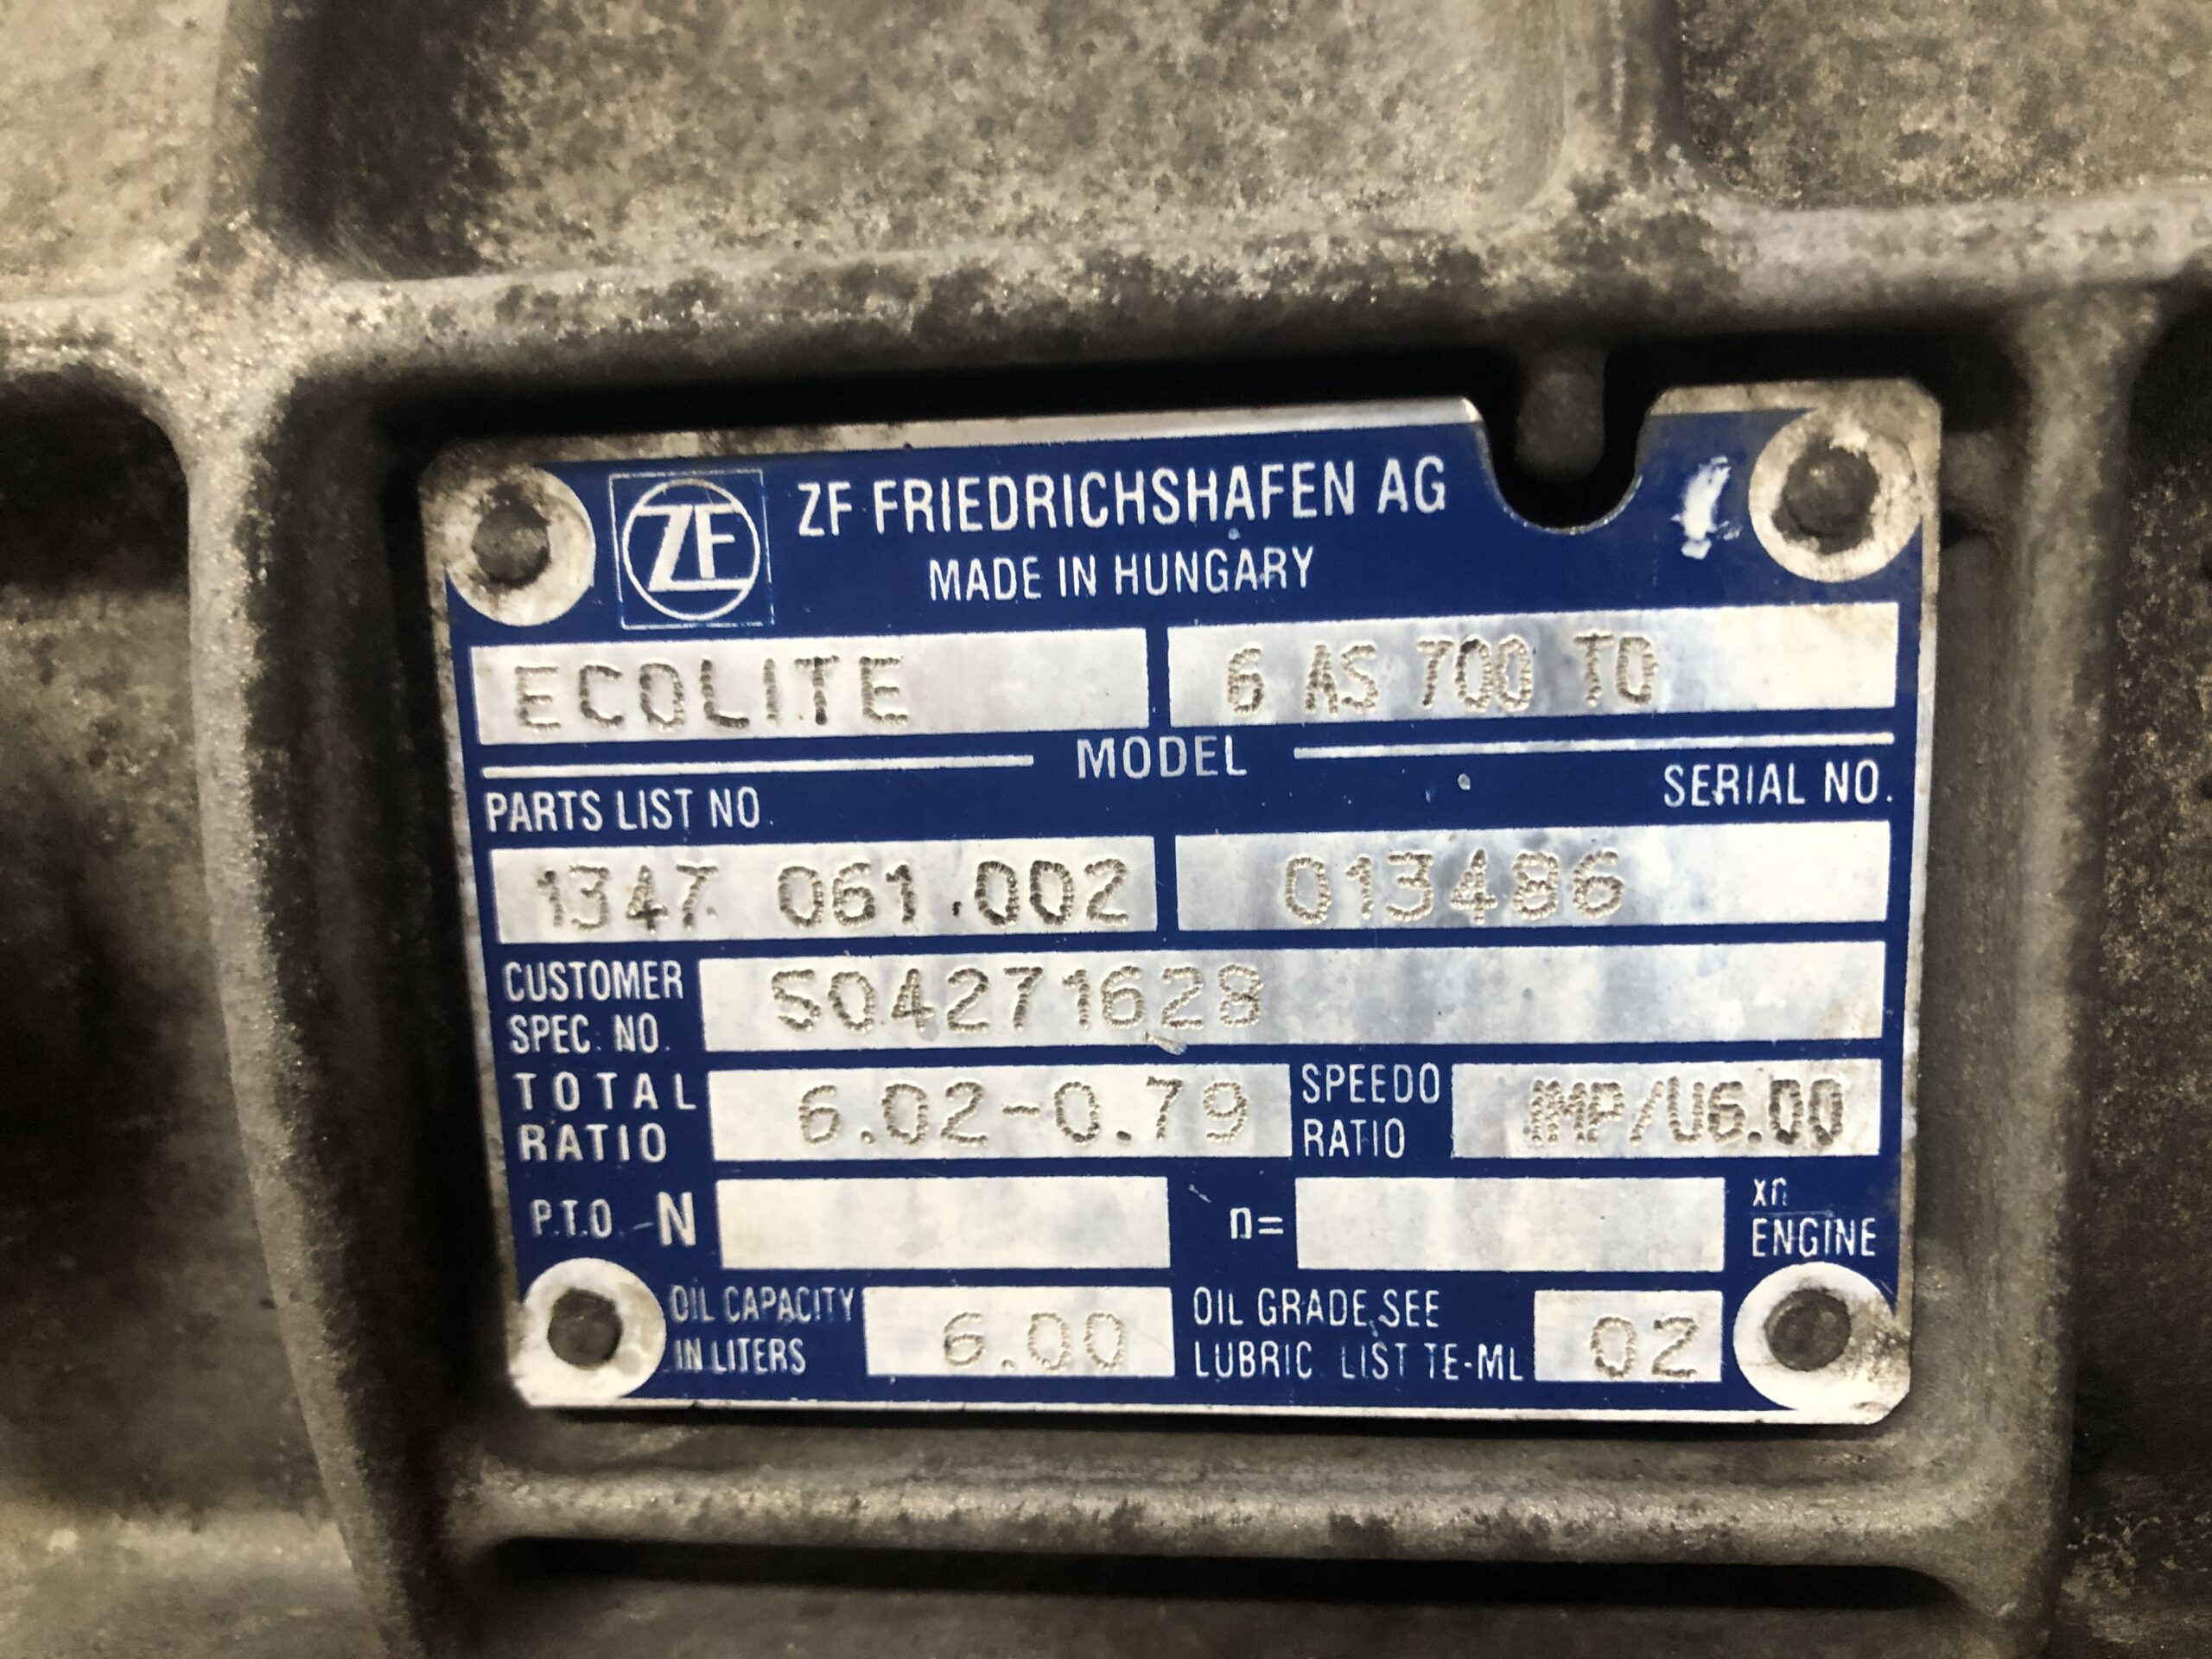 ZF ZF FRIEDRICHSHAFEN AG
MADE IN HUNGARY
ECOLITE 6 AS 700 TO
MODEL
PARTS LIST NO. SERIAL NO.
1347 061.002 013486
CUSTOMER SPEC. NO. S04271628
TOTAL RATIO 6.02-0.79 SPEEDO RATIO IMP/U6.00
P.T.O. -N n= xn ENGINE
OIL CAPACITY IN LITERS 6.00 OIL GRADE SEE LUBRIC. LIST TE-ML 02